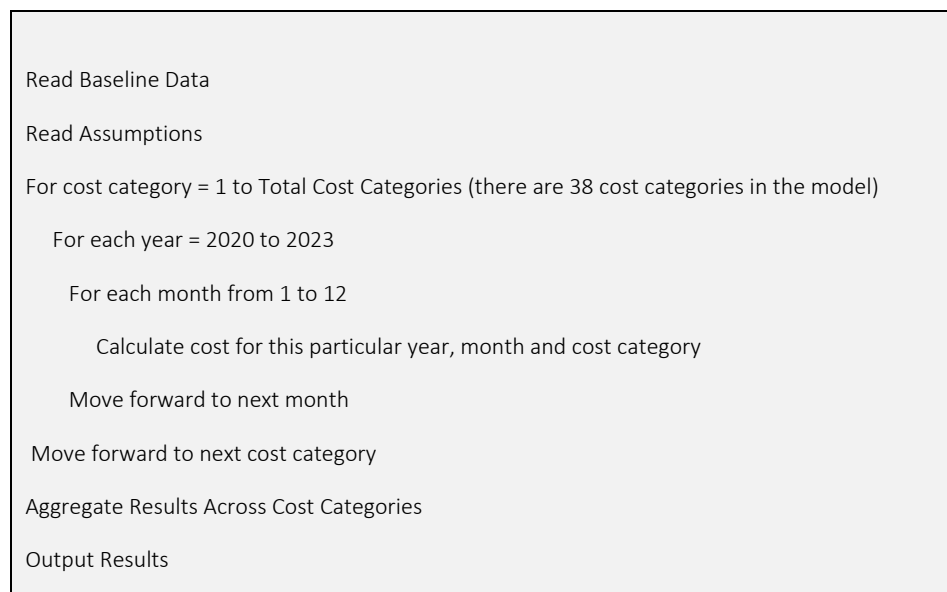 Read Baseline Data
Read Assumptions
For cost category = 1 to Total Cost Categories (there are 38 cost categories in the model)
For each year = 2020 to 2023
For each month from 1 to 12
Calculate cost for this particular year, month and cost category
Move forward to next month
Move forward to next cost category
Aggregate Results Across Cost Categories
Output Results